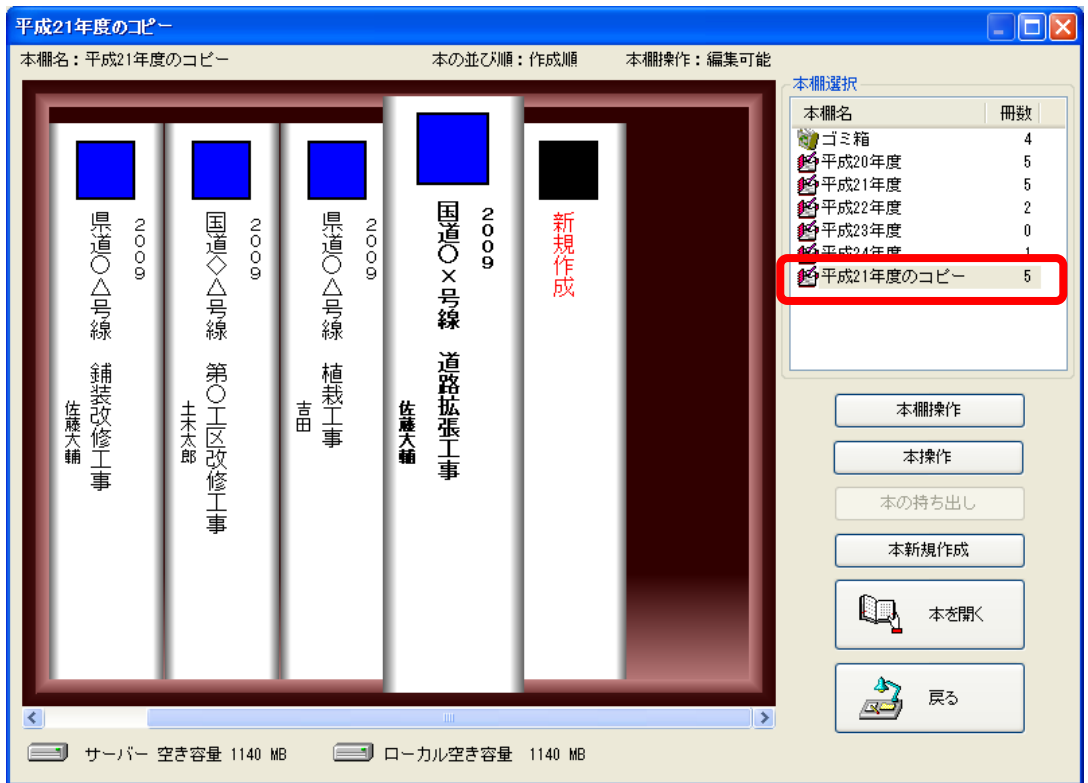 平成21年度のコピー
本棚名：平成21年度のコピー　本の並び順：作成順　本棚操作：編集可能
2009
県道○△号線　舗装改修工事
佐藤大輔
2009
国道◇△号線　第○工区改修工事
土木太郎
2009
県道○△号線　植栽工事
吉田
2009
国道○×号線　道路拡張工事
佐藤大輔
新規作成
本棚選択
本棚名　冊数
ゴミ箱　4
平成20年度　5
平成21年度　5
平成22年度　2
平成23年度　0
平成24年度　1
平成21年度のコピー　5
本棚操作
本操作
本の持ち出し
本新規作成
本を開く
戻る
サーバー 空き容量 1140 MB　ローカル空き容量 1140 MB